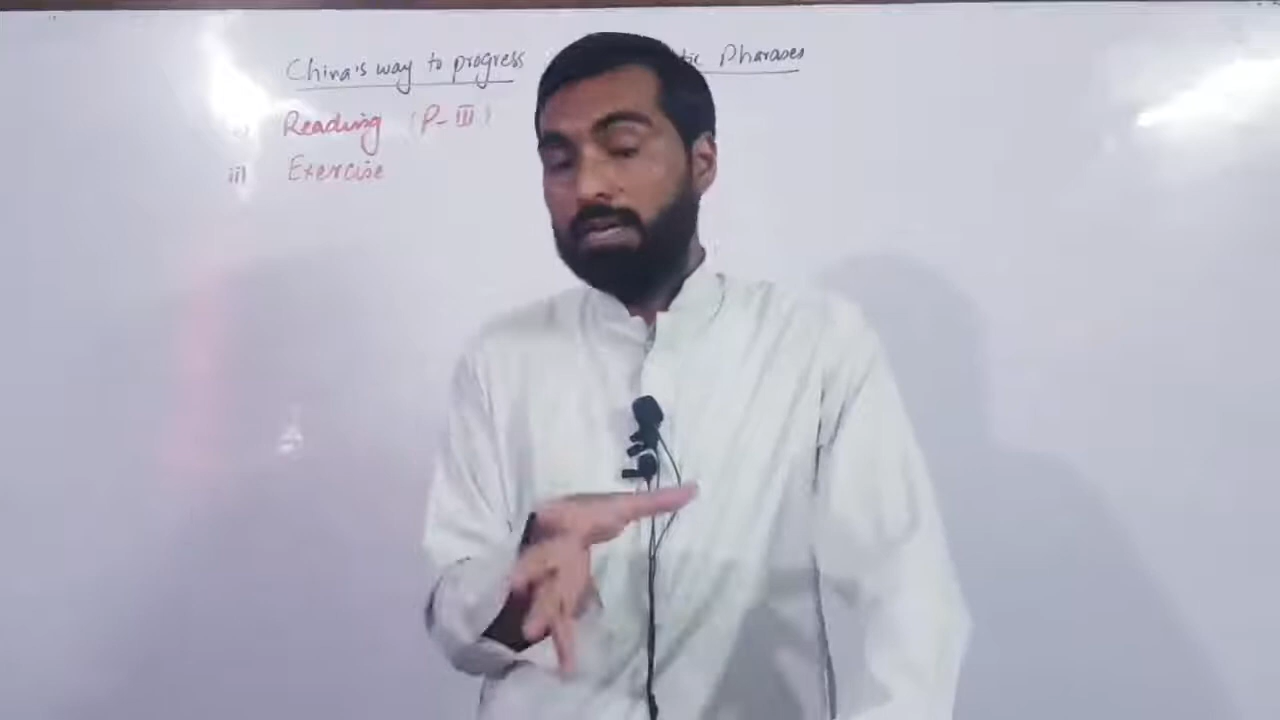 China's way to progress
Pharases
Reading (P-III)
iii) Exercise